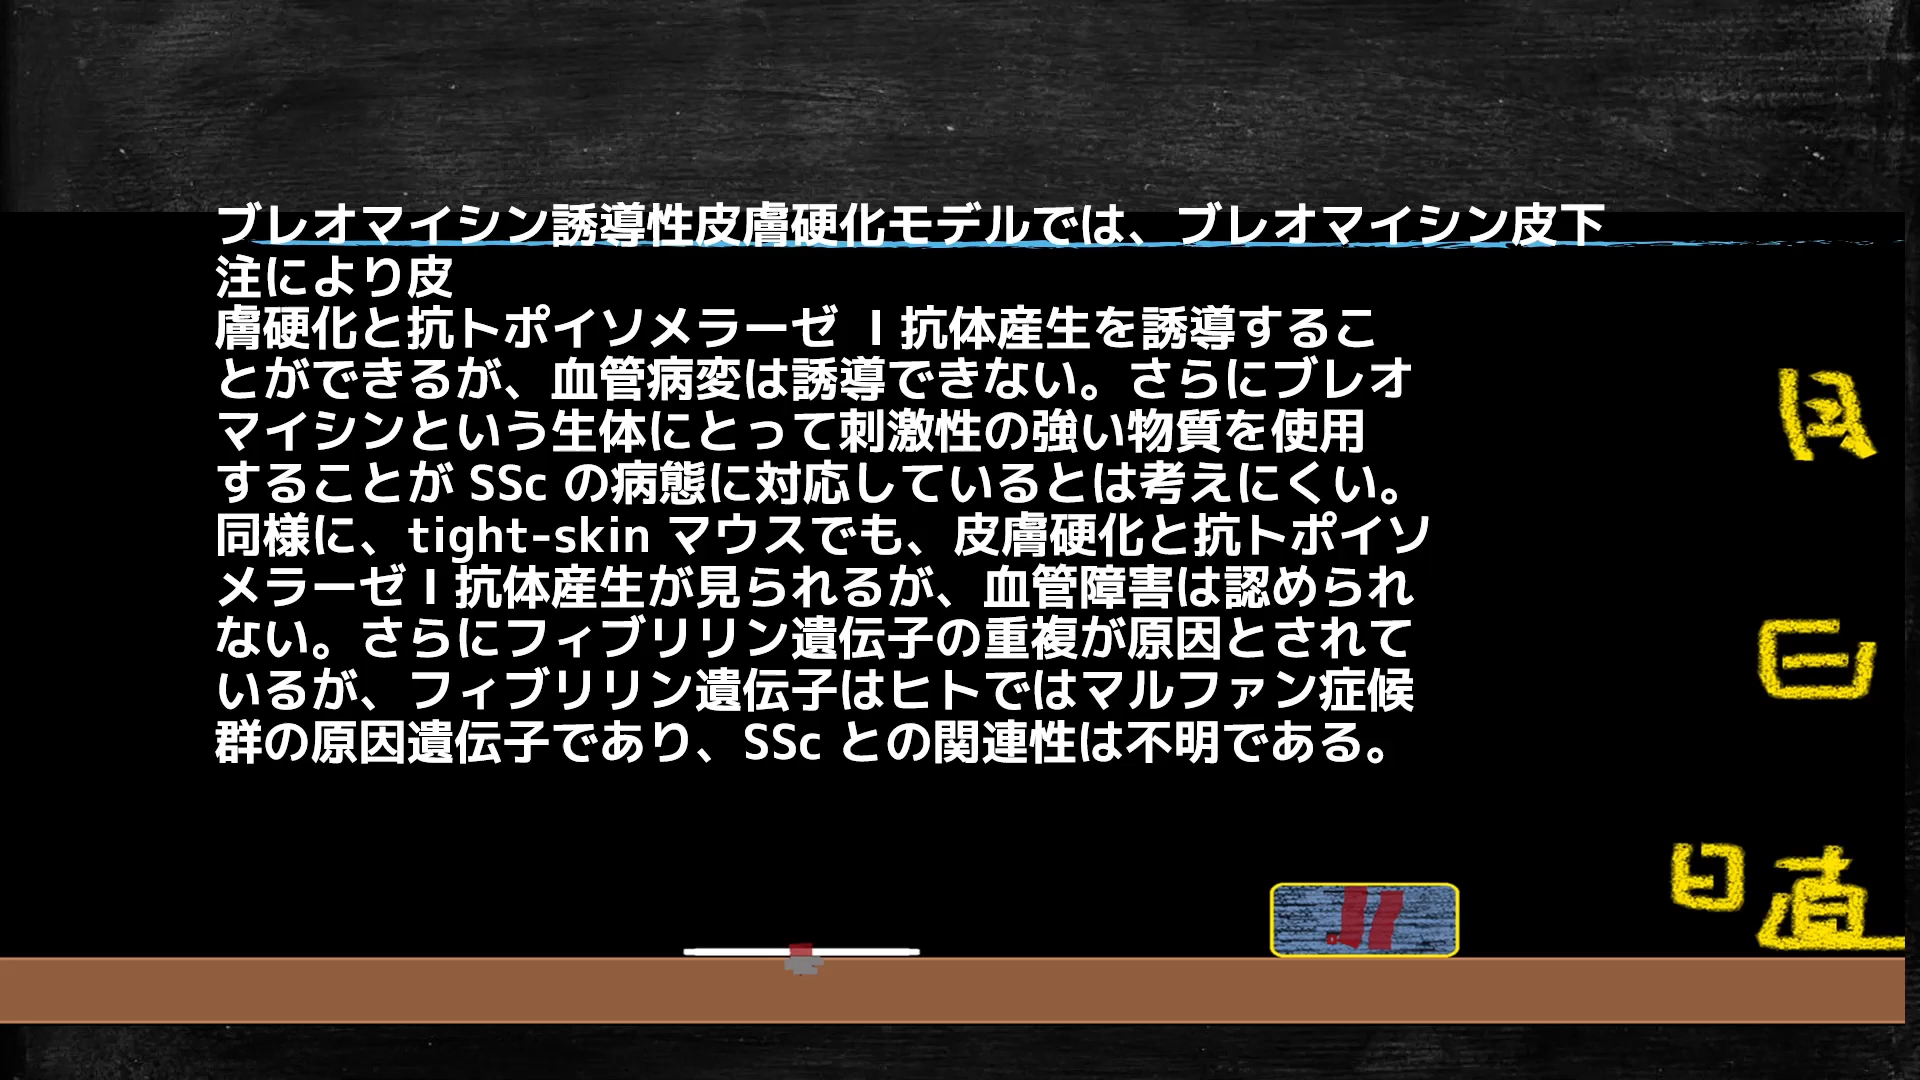 ブレオマイシン誘導性皮膚硬化モデルでは、ブレオマイシン皮下
注により皮
膚硬化と抗トポイソメラーゼ Ⅰ抗体産生を誘導するこ
とができるが、血管病変は誘導できない。さらにブレオ
マイシンという生体にとって刺激性の強い物質を使用
することが SSc の病態に対応しているとは考えにくい。
同様に、tight-skin マウスでも、皮膚硬化と抗トポイソ
メラーゼⅠ抗体産生が見られるが、血管障害は認められ
ない。さらにフィブリリン遺伝子の重複が原因とされて
いるが、フィブリリン遺伝子はヒトではマルファン症候
群の原因遺伝子であり、SSc との関連性は不明である。
日直